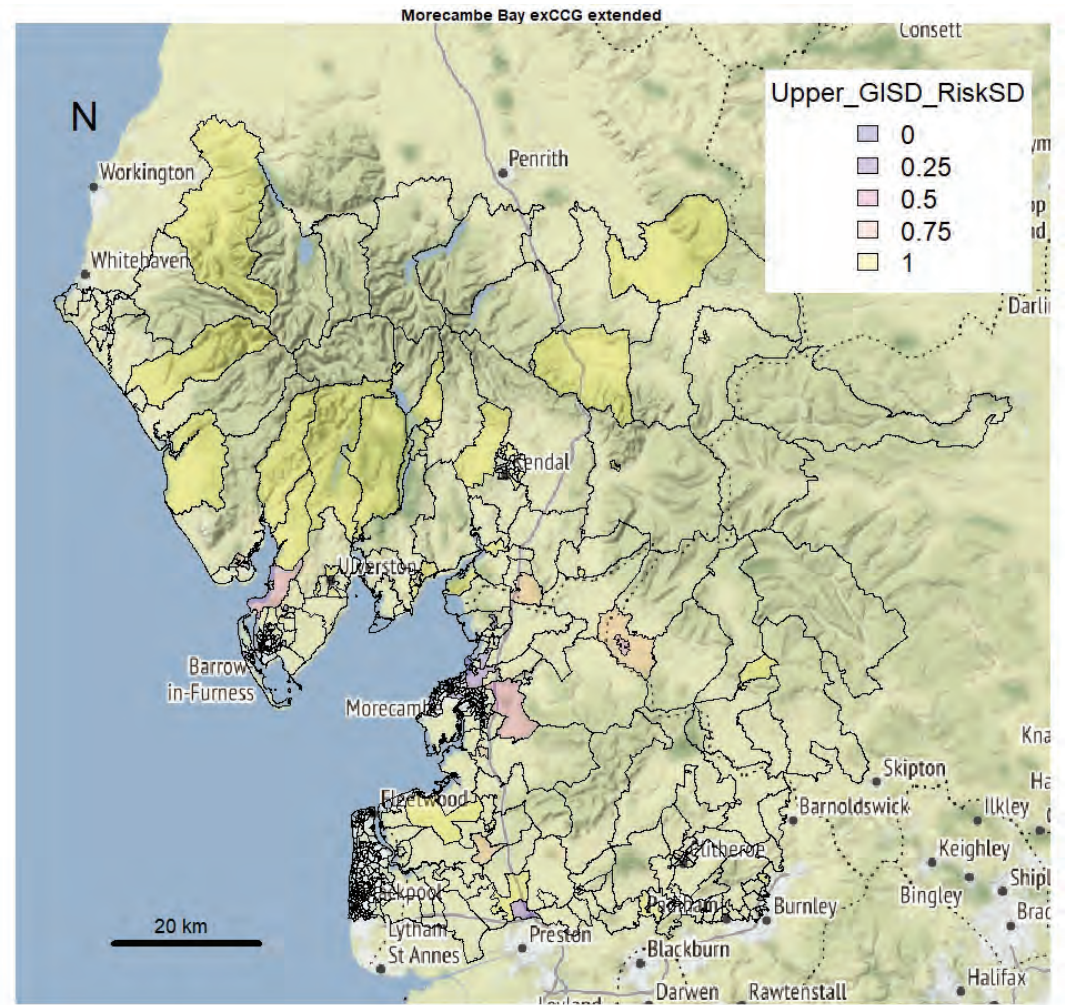 Morecambe Bay exCCG extended
Consett
N
Upper_GISD_RiskSD
0
0.25
0.5
0.75
1
Workington
Penrith
Whitehaven
Kendal
Ulverston
Barrow
in-Furness
Skipton
Fleetwood
Barnoldswick
Ilkley
Keighley
Bingley
Burnley
20 km
Lytham
St Annes
Preston
Blackburn
Halifax
Darwen
Rawtenstall